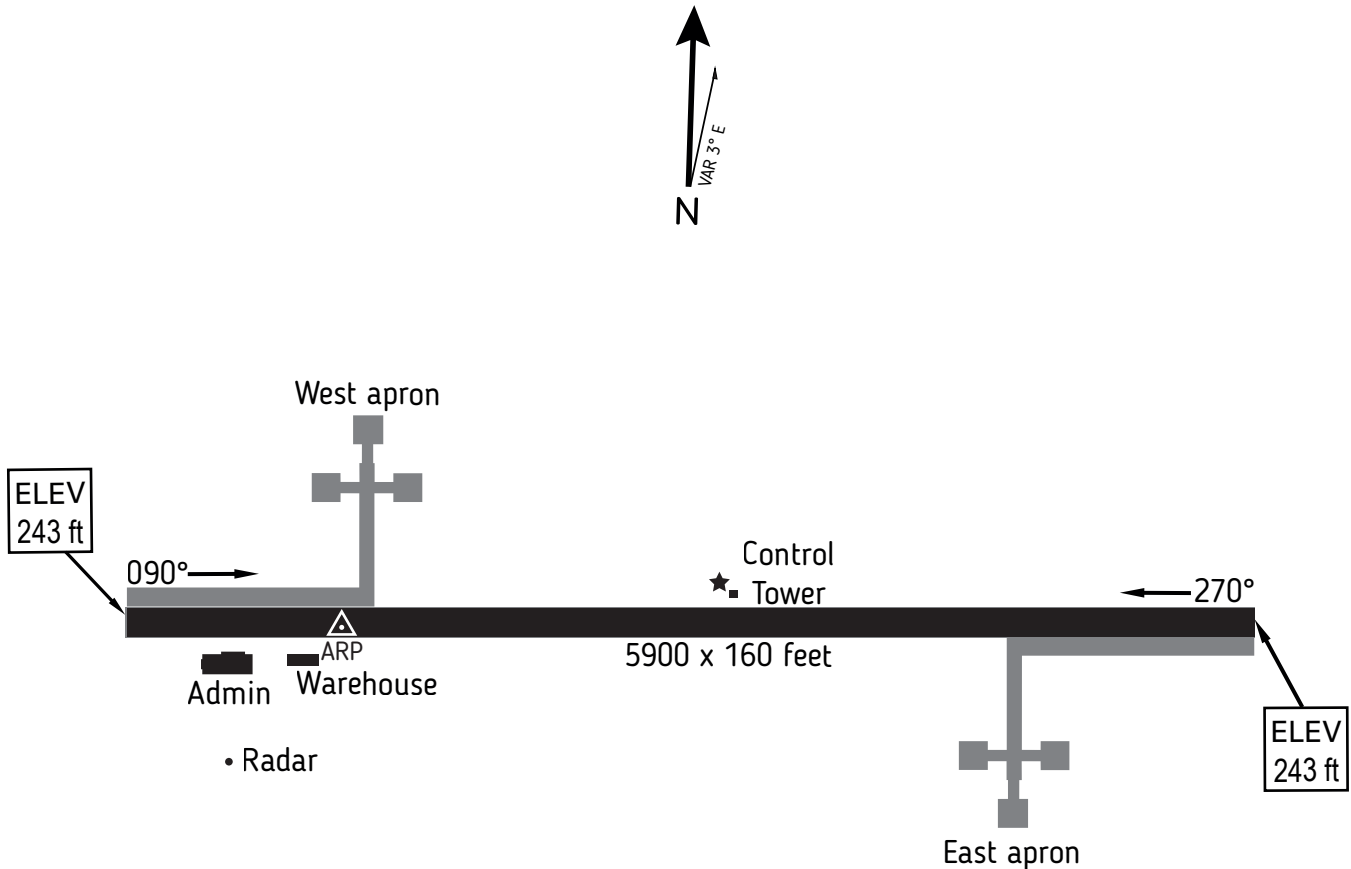 VAR 3° E
N
West apron
ELEV
243 ft
090°
Control
Tower
270°
5900 x 160 feet
ARP
Admin
Warehouse
Radar
ELEV
243 ft
East apron